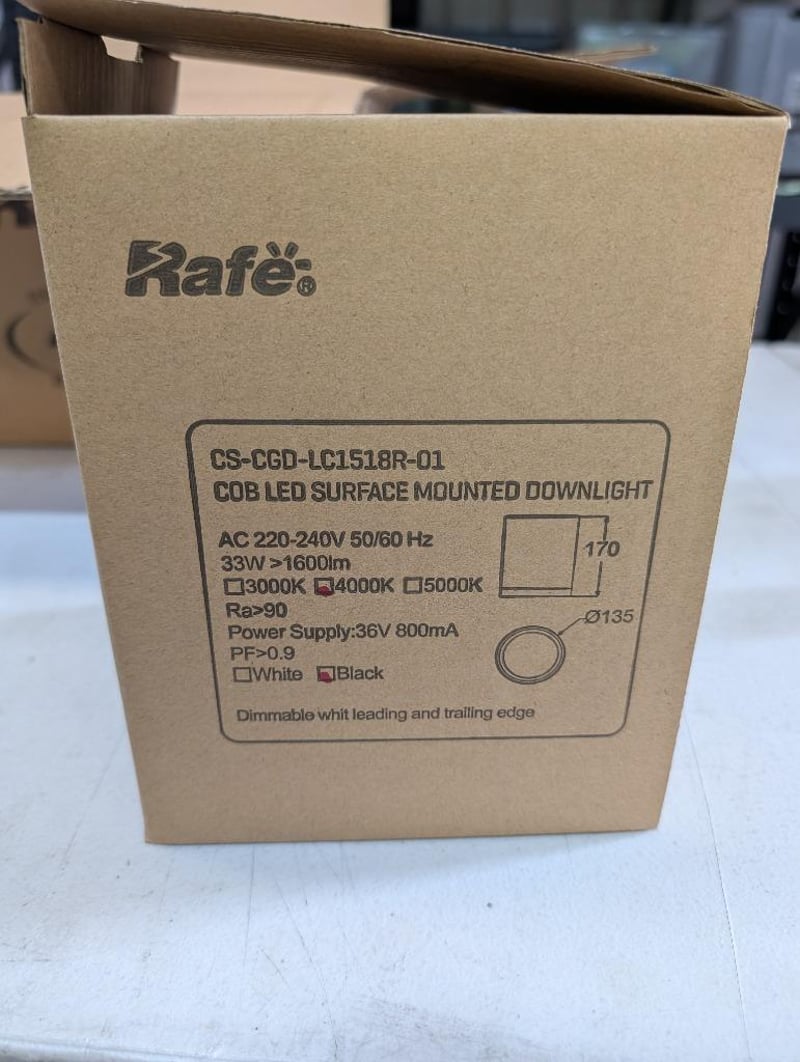 Rafe®
CS-CGD-LC1518R-01
COB LED SURFACE MOUNTED DOWNLIGHT
AC 220-240V 50/60 Hz
33W >1600lm
3000K 4000K 5000K
Ra>90
Power Supply:36V 800mA
PF>0.9
White Black
Dimmable whit leading and trailing edge
170
Ø135